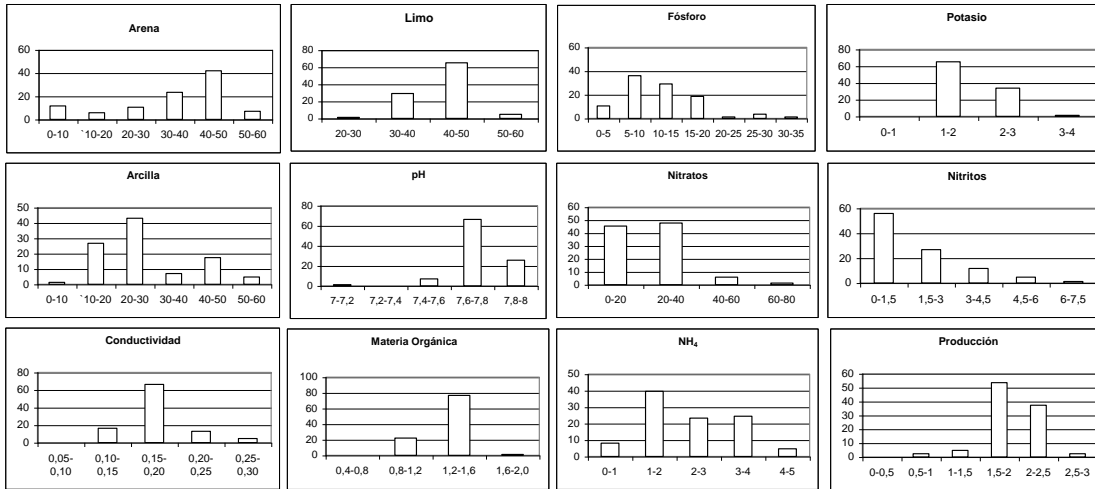 Arena
60
40
20
0
0-10 `10-20 20-30 30-40 40-50 50-60
Limo
80
60
40
20
0
20-30 30-40 40-50 50-60
Fósforo
60
40
20
0
0-5 5-10 10-15 15-20 20-25 25-30 30-35
Potasio
80
60
40
20
0
0-1 1-2 2-3 3-4
Arcilla
50
40
30
20
10
0
0-10 `10-20 20-30 30-40 40-50 50-60
pH
80
60
40
20
0
7-7,2 7,2-7,4 7,4-7,6 7,6-7,8 7,8-8
Nitratos
60
50
40
30
20
10
0
0-20 20-40 40-60 60-80
Nitritos
60
40
20
0
0-1,5 1,5-3 3-4,5 4,5-6 6-7,5
Conductividad
80
60
40
20
0
0,05- 0,10- 0,15- 0,20- 0,25-
0,10 0,15 0,20 0,25 0,30
Materia Orgánica
100
80
60
40
20
0
0,4-0,8 0,8-1,2 1,2-1,6 1,6-2,0
NH₄
50
40
30
20
10
0
0-1 1-2 2-3 3-4 4-5
Producción
60
50
40
30
20
10
0
0-0,5 0,5-1 1-1,5 1,5-2 2-2,5 2,5-3